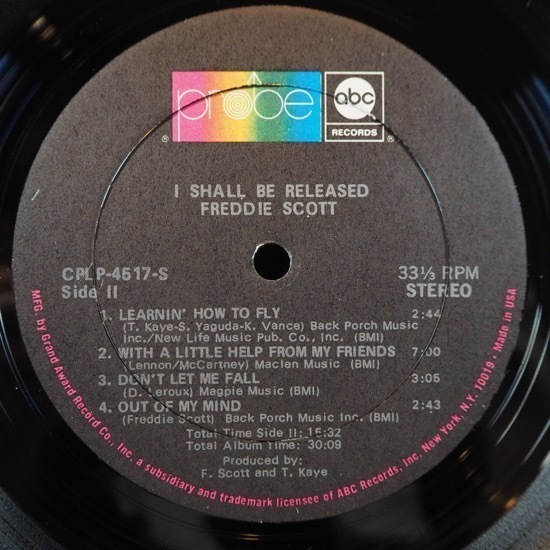 probe
abc
RECORDS
®
®
I SHALL BE RELEASED
FREDDIE SCOTT
CPLP-4517-S
Side II
33⅓ RPM
STEREO
1. LEARNIN' HOW TO FLY 2:44
(T. Kaye-S. Yaguda-K. Vance) Back Porch Music
Inc./New Life Music Pub. Co., Inc. (BMI)
2. WITH A LITTLE HELP FROM MY FRIENDS 7:00
(Lennon/McCartney) Maclen Music (BMI)
3. DON'T LET ME FALL 3:05
(D. Leroux) Magpie Music (BMI)
4. OUT OF MY MIND 2:43
(Freddie Scott) Back Porch Music Inc. (BMI)
Total Time Side II: 16:32
Total Album Time: 30:09
Produced by:
F. Scott and T. Kaye
MFG. by Grand Award Record Co., Inc., a subsidiary and trademark licensee of ABC Records, Inc. New York, N.Y. 10019 • Made in USA